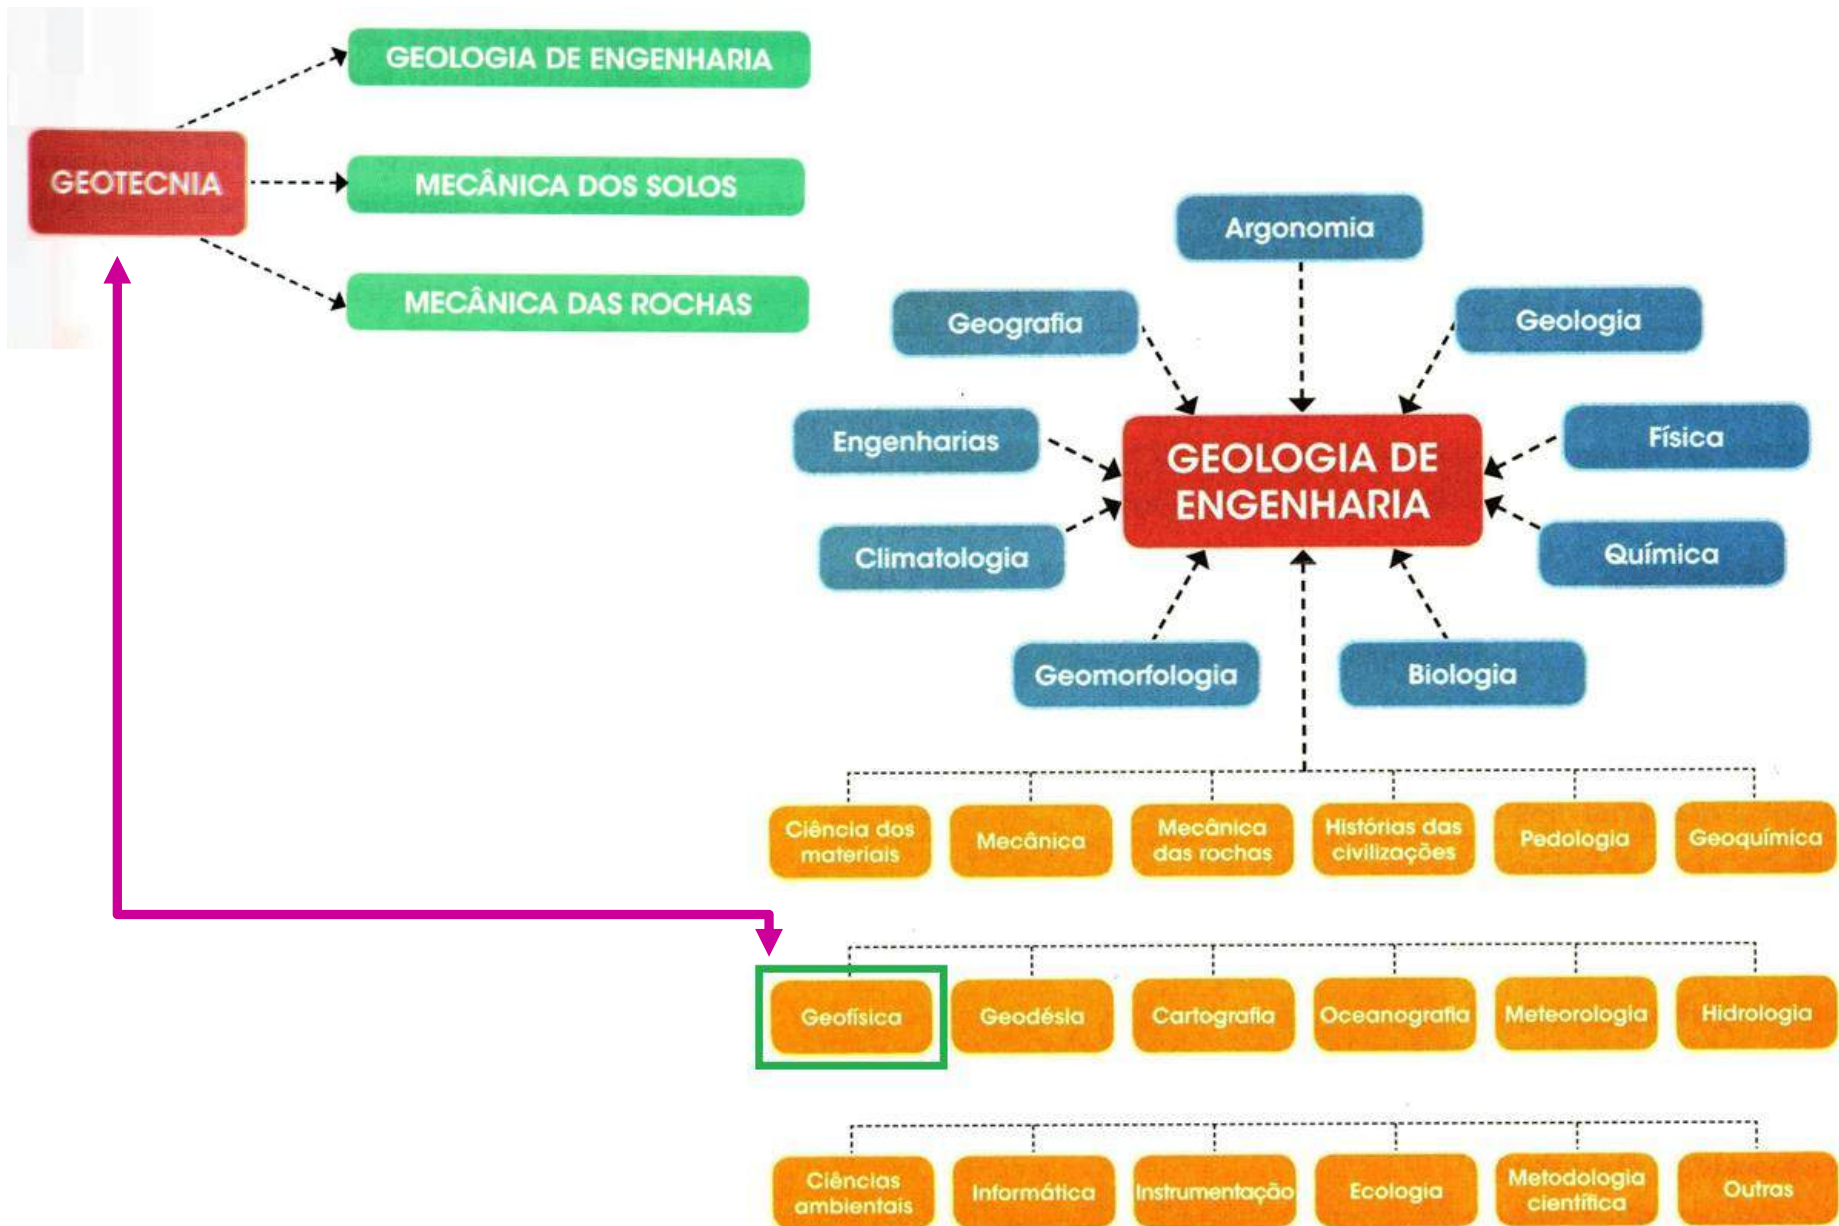 GEOLOGIA DE ENGENHARIA
GEOTECNIA
MECÂNICA DOS SOLOS
MECÂNICA DAS ROCHAS
Argonomia
Geografia
Geologia
Engenharias
Física
GEOLOGIA DE
ENGENHARIA
Climatologia
Química
Geomorfologia
Biologia
Ciência dos
materiais
Mecânica
Mecânica
das rochas
Histórias das
civilizações
Pedologia
Geoquímica
Geofísica
Geodésia
Cartografia
Oceanografia
Meteorologia
Hidrologia
Ciências
ambientais
Informática
Instrumentação
Ecologia
Metodologia
científica
Outras